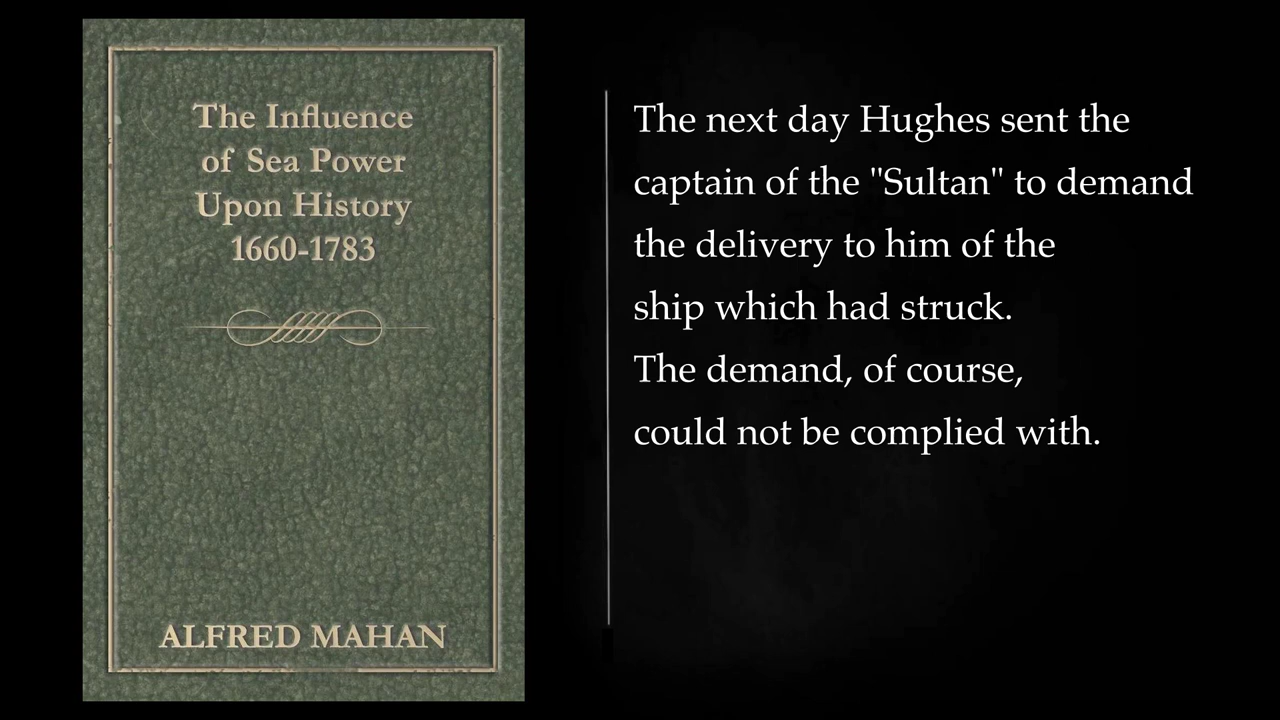 The Influence
of Sea Power
Upon History
1660-1783
ALFRED MAHAN
The next day Hughes sent the
captain of the "Sultan" to demand
the delivery to him of the
ship which had struck.
The demand, of course,
could not be complied with.